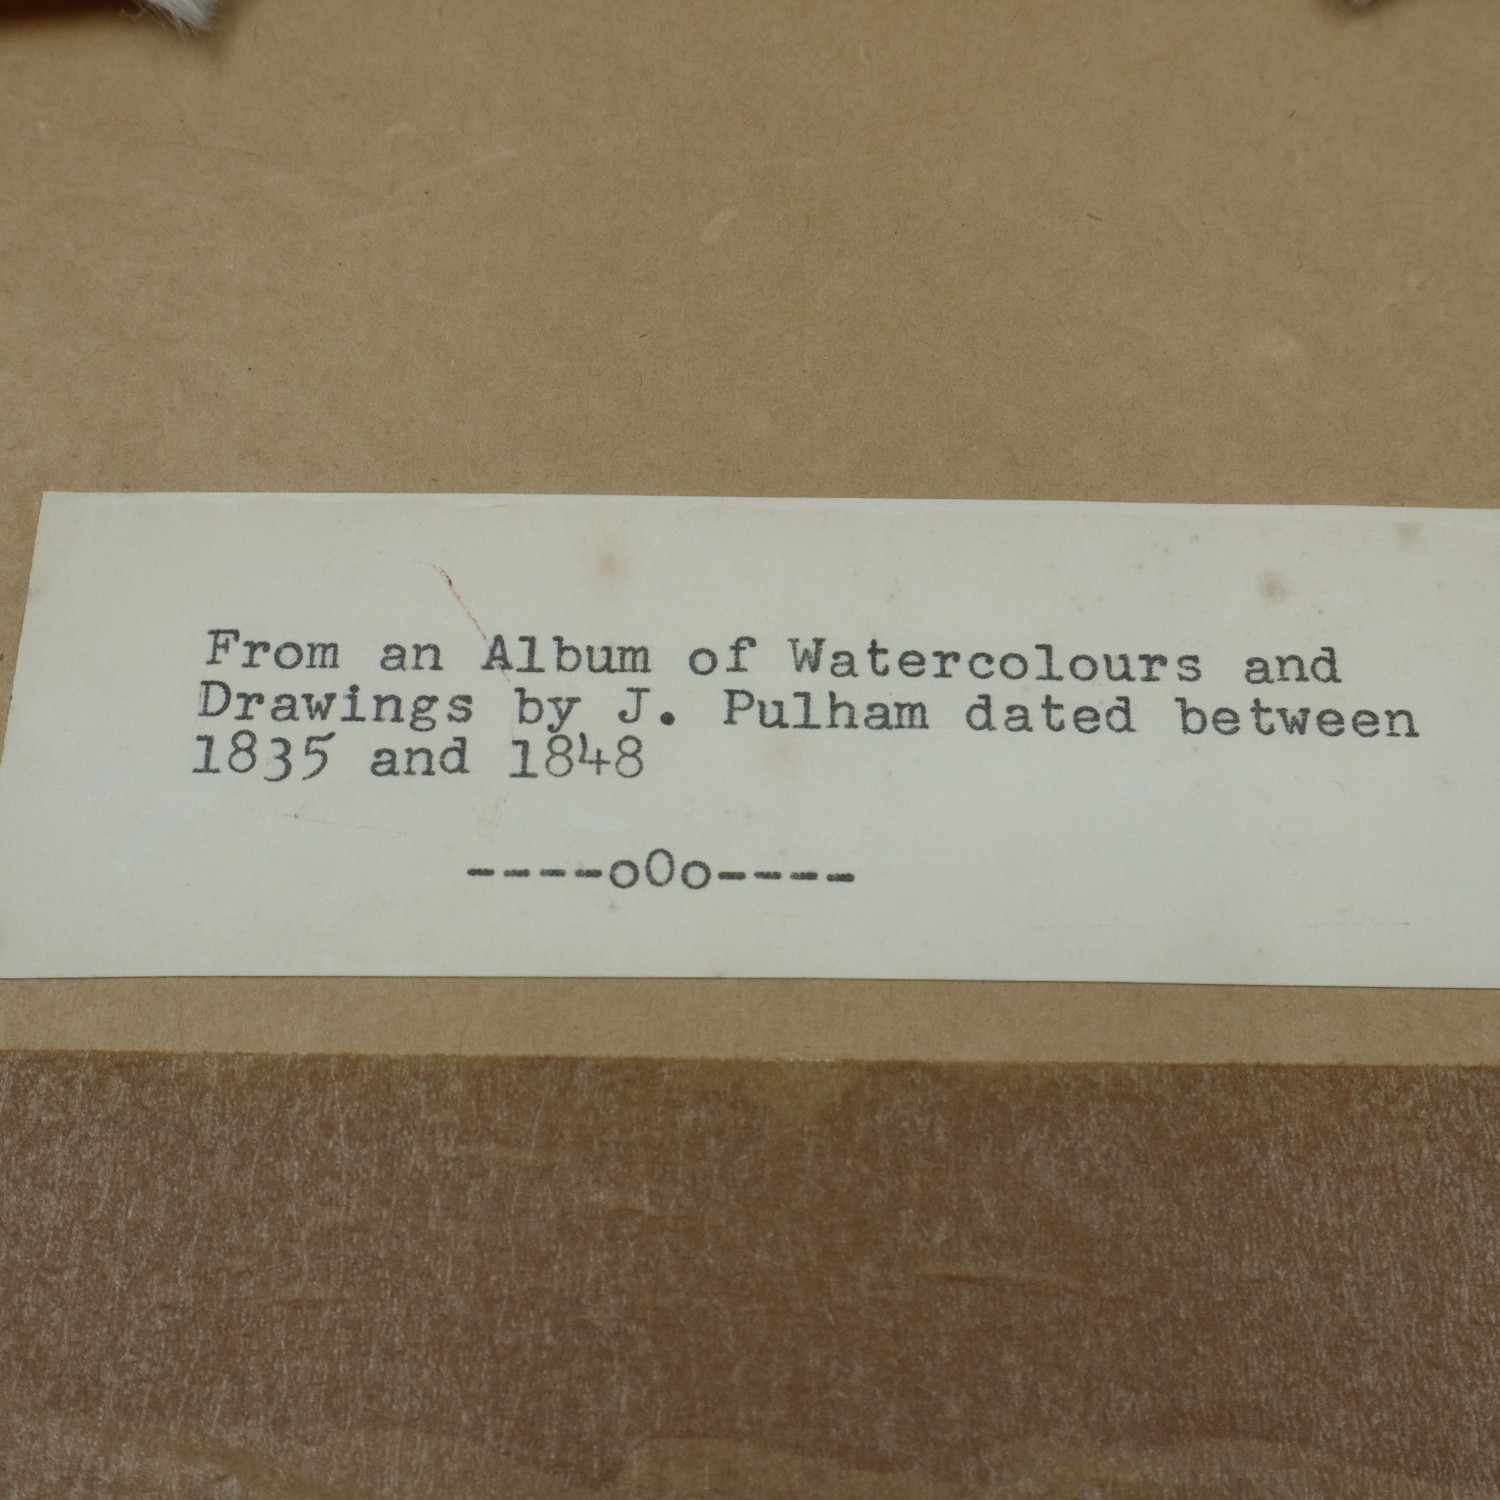 From an Album of Watercolours and
Drawings by J. Pulham dated between
1835 and 1848
----oOo----